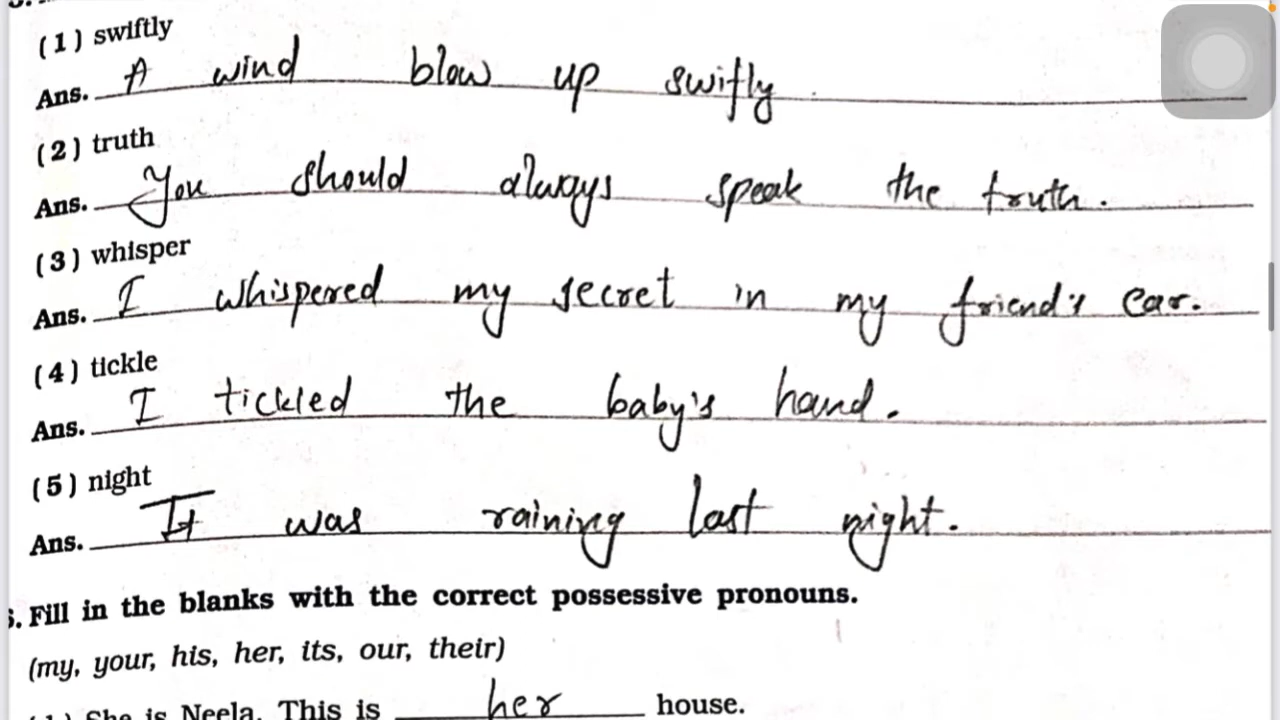 (1) swiftly
Ans. A wind blow up swifly.
(2) truth
Ans. You should always speak the truth.
(3) whisper
Ans. I whispered my secret in my friend's ear.
(4) tickle
Ans. I tickled the baby's hand.
(5) night
Ans. It was raining last night.
6. Fill in the blanks with the correct possessive pronouns.
(my, your, his, her, its, our, their)
(1) She is Neela. This is her house.